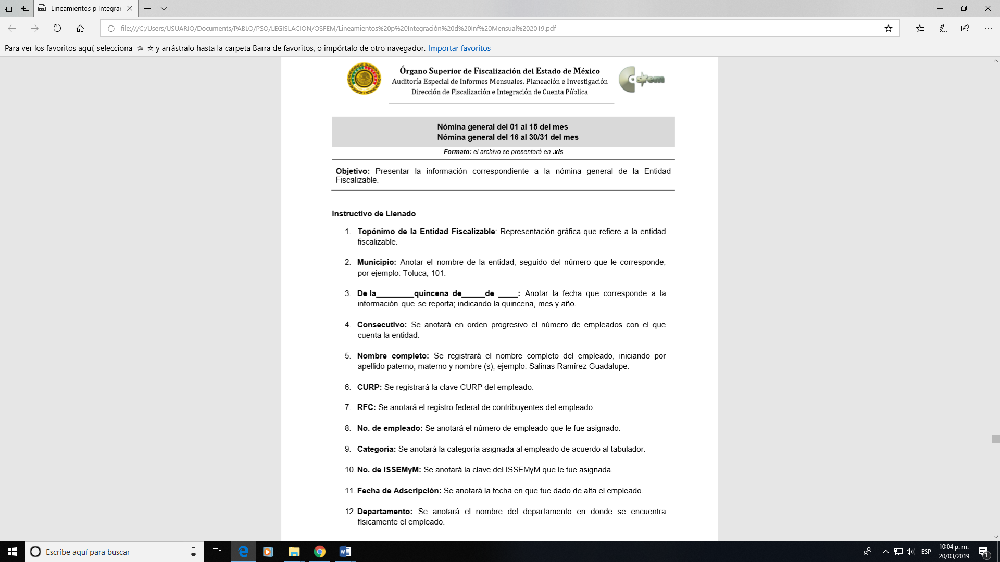 Lineamientos p Integrac
file:///C:/Users/USUARIO/Documents/PABLO/PSO/LEGISLACION/OSFEM/Lineamientos%20p%20Integración%20d%20Inf%20Mensual%202019.pdf
Para ver los favoritos aquí, selecciona y arrástralo hasta la carpeta Barra de favoritos, o impórtalo de otro navegador. Importar favoritos
Órgano Superior de Fiscalización del Estado de México
Auditoría Especial de Informes Mensuales, Planeación e Investigación
Dirección de Fiscalización e Integración de Cuenta Pública
osfem
Nómina general del 01 al 15 del mes
Nómina general del 16 al 30/31 del mes
Formato: el archivo se presentará en .xls
Objetivo: Presentar la información correspondiente a la nómina general de la Entidad
Fiscalizable.
Instructivo de Llenado
1. Topónimo de la Entidad Fiscalizable: Representación gráfica que refiere a la entidad
fiscalizable.
2. Municipio: Anotar el nombre de la entidad, seguido del número que le corresponde,
por ejemplo: Toluca, 101.
3. De la_________quincena de_____de ____: Anotar la fecha que corresponde a la
información que se reporta; indicando la quincena, mes y año.
4. Consecutivo: Se anotará en orden progresivo el número de empleados con el que
cuenta la entidad.
5. Nombre completo: Se registrará el nombre completo del empleado, iniciando por
apellido paterno, materno y nombre (s), ejemplo: Salinas Ramírez Guadalupe.
6. CURP: Se registrará la clave CURP del empleado.
7. RFC: Se anotará el registro federal de contribuyentes del empleado.
8. No. de empleado: Se anotará el número de empleado que le fue asignado.
9. Categoría: Se anotará la categoría asignada al empleado de acuerdo al tabulador.
10. No. de ISSEMyM: Se anotará la clave del ISSEMyM que le fue asignada.
11. Fecha de Adscripción: Se anotará la fecha en que fue dado de alta el empleado.
12. Departamento: Se anotará el nombre del departamento en donde se encuentra
físicamente el empleado.
Escribe aquí para buscar
ESP
10:04 p. m.
20/03/2019
1